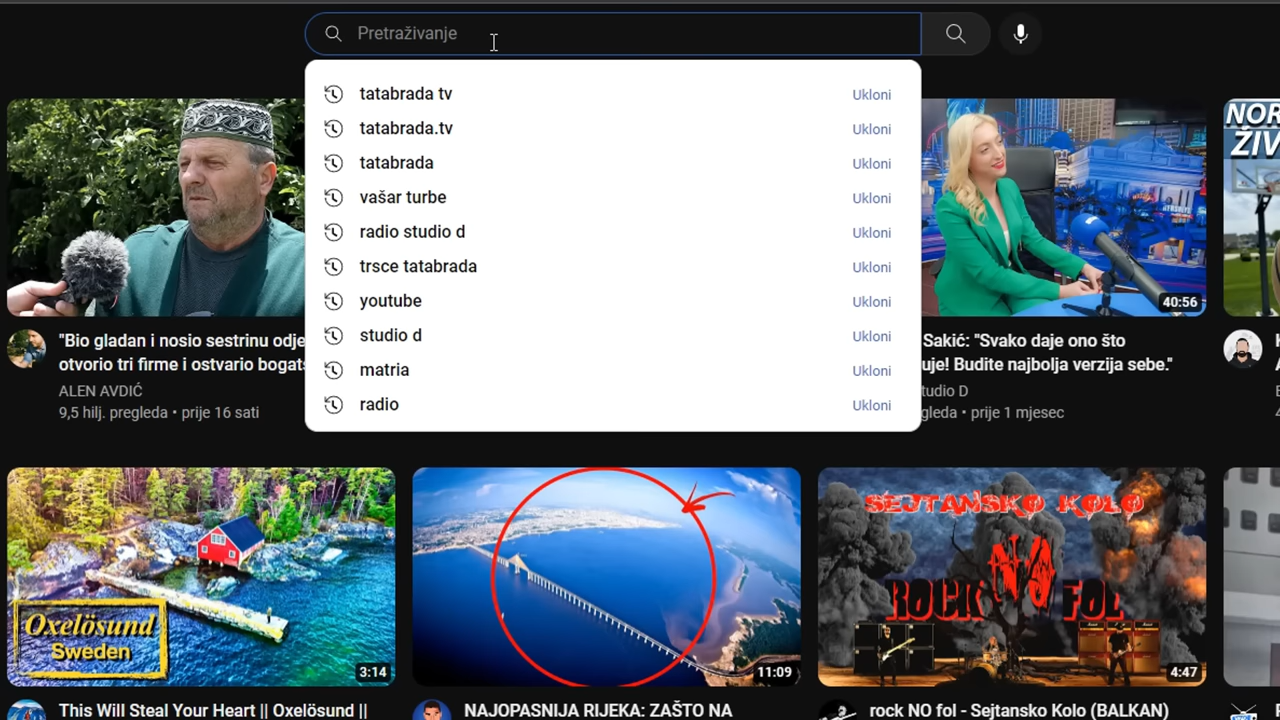 Pretraživanje
tatabrada tv
Ukloni
tatabrada.tv
Ukloni
tatabrada
Ukloni
vašar turbe
Ukloni
radio studio d
Ukloni
trsce tatabrada
Ukloni
youtube
Ukloni
studio d
Ukloni
matria
Ukloni
radio
Ukloni
"Bio gladan i nosio sestrinu odje
otvorio tri firme i ostvario bogats
ALEN AVDIĆ
9,5 hilj. pregleda • prije 16 sati
40:56
Sakić: "Svako daje ono što
uje! Budite najbolja verzija sebe."
tudio D
gleda • prije 1 mjesec
NOR
ŽIV
Oxelösund
Sweden
3:14
This Will Steal Your Heart || Oxelösund ||
11:09
NAJOPASNIJA RIJEKA: ZAŠTO NA
SEJTANSKO KOLO
ROCK NO FOL
4:47
rock NO fol - Sejtansko Kolo (BALKAN)